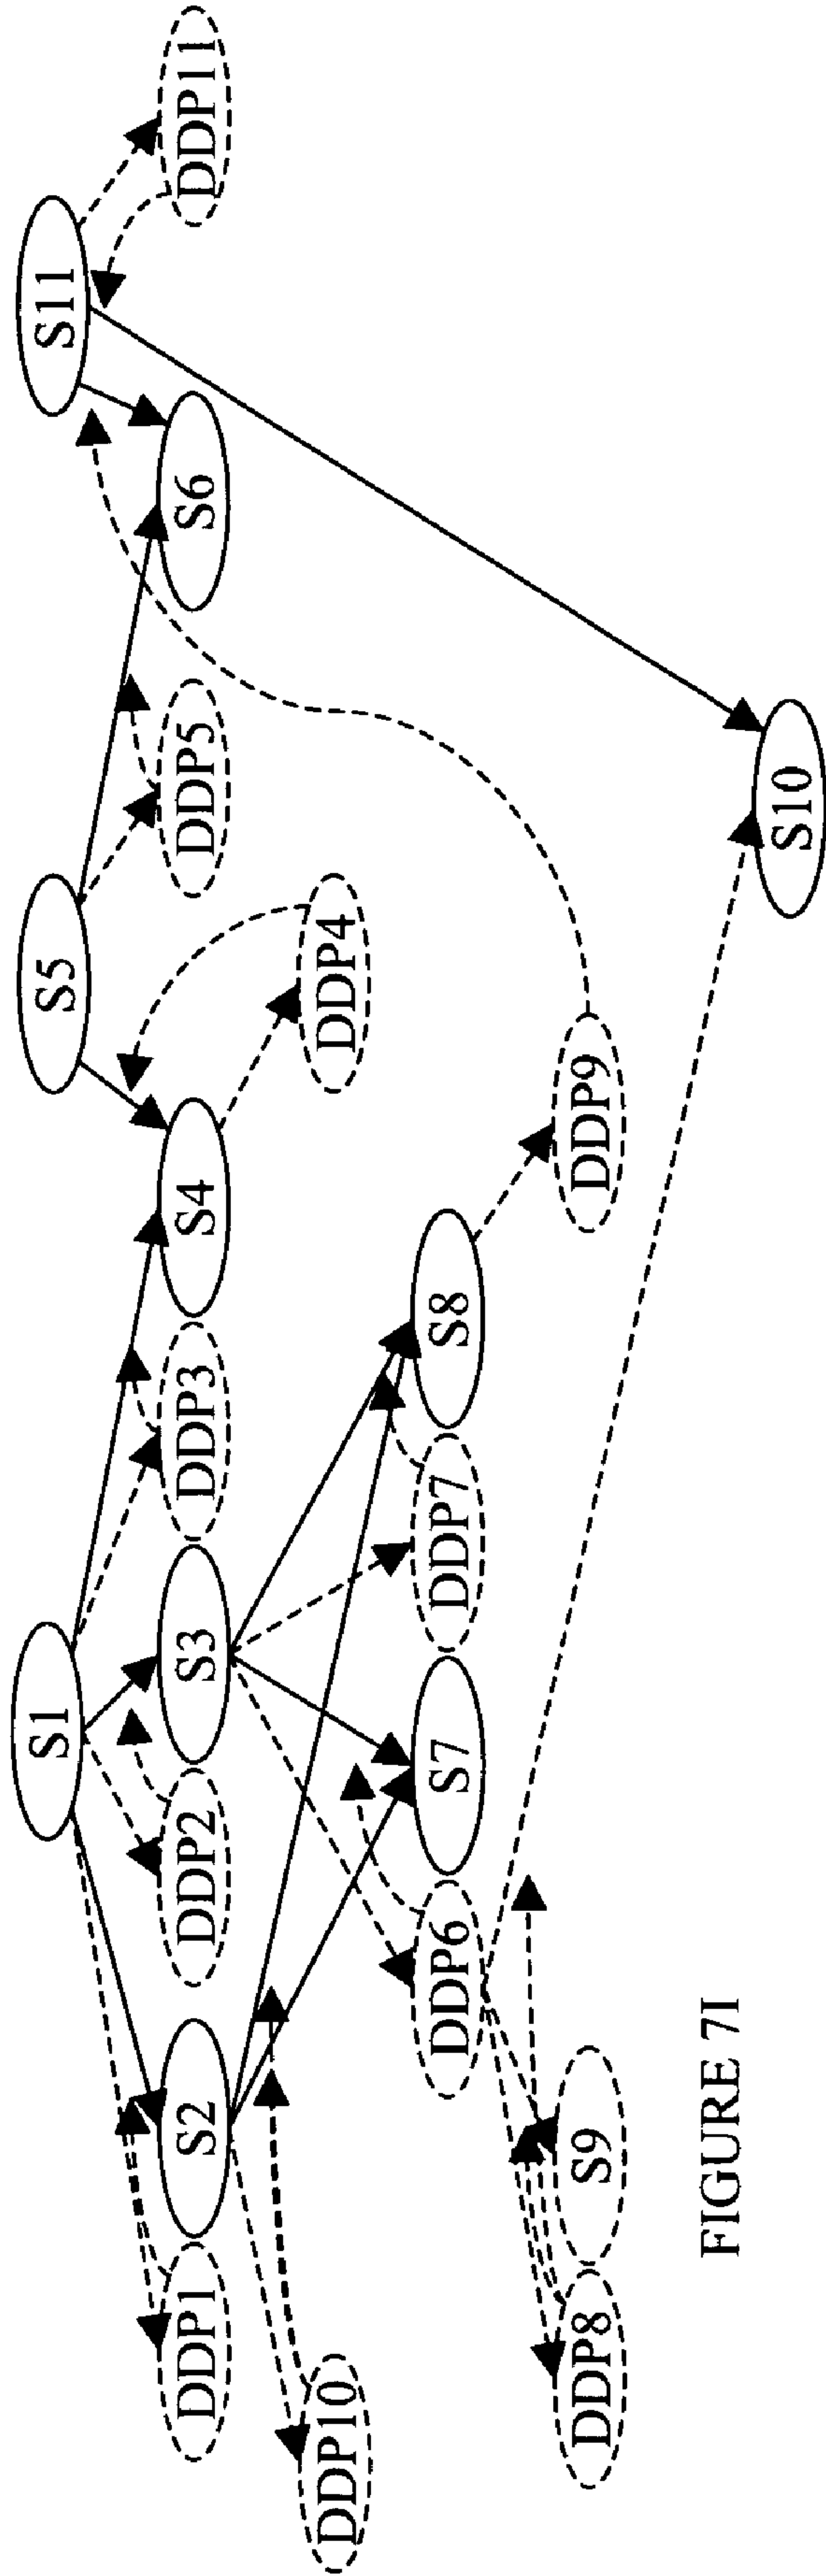 S1
S5
S11
DDP1
S2
DDP2
S3
DDP3
S4
DDP5
S6
DDP11
DDP10
DDP4
DDP6
S7
DDP7
S8
DDP8
S9
DDP9
S10
FIGURE 7I